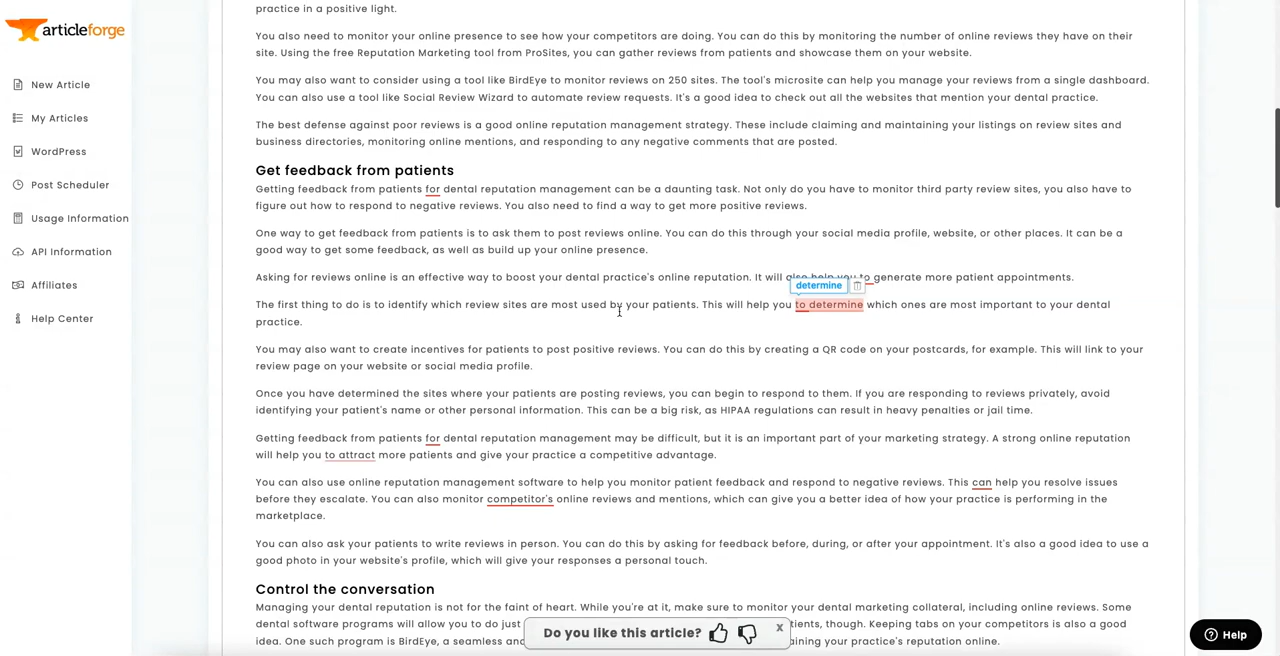 articleforge
New Article
My Articles
WordPress
Post Scheduler
Usage Information
API Information
Affiliates
Help Center
practice in a positive light.
You also need to monitor your online presence to see how your competitors are doing. You can do this by monitoring the number of online reviews they have on their
site. Using the free Reputation Marketing tool from ProSites, you can gather reviews from patients and showcase them on your website.
You may also want to consider using a tool like BirdEye to monitor reviews on 250 sites. The tool's microsite can help you manage your reviews from a single dashboard.
You can also use a tool like Social Review Wizard to automate review requests. It's a good idea to check out all the websites that mention your dental practice.
The best defense against poor reviews is a good online reputation management strategy. These include claiming and maintaining your listings on review sites and
business directories, monitoring online mentions, and responding to any negative comments that are posted.
Get feedback from patients
Getting feedback from patients for dental reputation management can be a daunting task. Not only do you have to monitor third party review sites, you also have to
figure out how to respond to negative reviews. You also need to find a way to get more positive reviews.
One way to get feedback from patients is to ask them to post reviews online. You can do this through your social media profile, website, or other places. It can be a
good way to get some feedback, as well as build up your online presence.
Asking for reviews online is an effective way to boost your dental practice's online reputation. It will also help you to generate more patient appointments.
determine
The first thing to do is to identify which review sites are most used by your patients. This will help you to determine which ones are most important to your dental
practice.
You may also want to create incentives for patients to post positive reviews. You can do this by creating a QR code on your postcards, for example. This will link to your
review page on your website or social media profile.
Once you have determined the sites where your patients are posting reviews, you can begin to respond to them. If you are responding to reviews privately, avoid
identifying your patient's name or other personal information. This can be a big risk, as HIPAA regulations can result in heavy penalties or jail time.
Getting feedback from patients for dental reputation management may be difficult, but it is an important part of your marketing strategy. A strong online reputation
will help you to attract more patients and give your practice a competitive advantage.
You can also use online reputation management software to help you monitor patient feedback and respond to negative reviews. This can help you resolve issues
before they escalate. You can also monitor competitor's online reviews and mentions, which can give you a better idea of how your practice is performing in the
marketplace.
You can also ask your patients to write reviews in person. You can do this by asking for feedback before, during, or after your appointment. It's also a good idea to use a
good photo in your website's profile, which will give your responses a personal touch.
Control the conversation
Managing your dental reputation is not for the faint of heart. While you're at it, make sure to monitor your dental marketing collateral, including online reviews. Some
dental software programs will allow you to do just tients, though. Keeping tabs on your competitors is also a good
idea. One such program is BirdEye, a seamless and aining your practice's reputation online.
Do you like this article?
x
Help